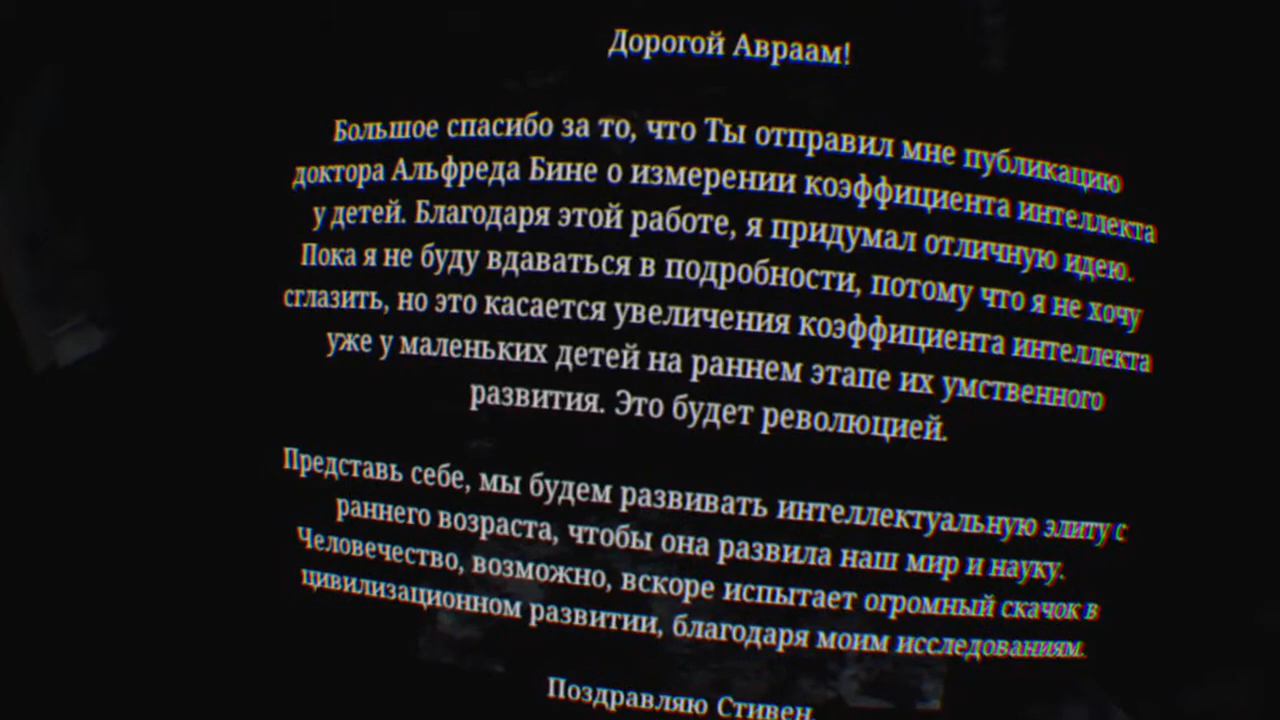 Дорогой Авраам!
Большое спасибо за то, что Ты отправил мне публикацию
доктора Альфреда Бине о измерении коэффициента интеллекта
у детей. Благодаря этой работе, я придумал отличную идею.
Пока я не буду вдаваться в подробности, потому что я не хочу
сглазить, но это касается увеличения коэффициента интеллекта
уже у маленьких детей на раннем этапе их умственного
развития. Это будет революцией.
Представь себе, мы будем развивать интеллектуальную элиту с
раннего возраста, чтобы она развила наш мир и науку.
Человечество, возможно, вскоре испытает огромный скачок в
цивилизационном развитии, благодаря моим исследованиям.
Поздравляю Стивен.